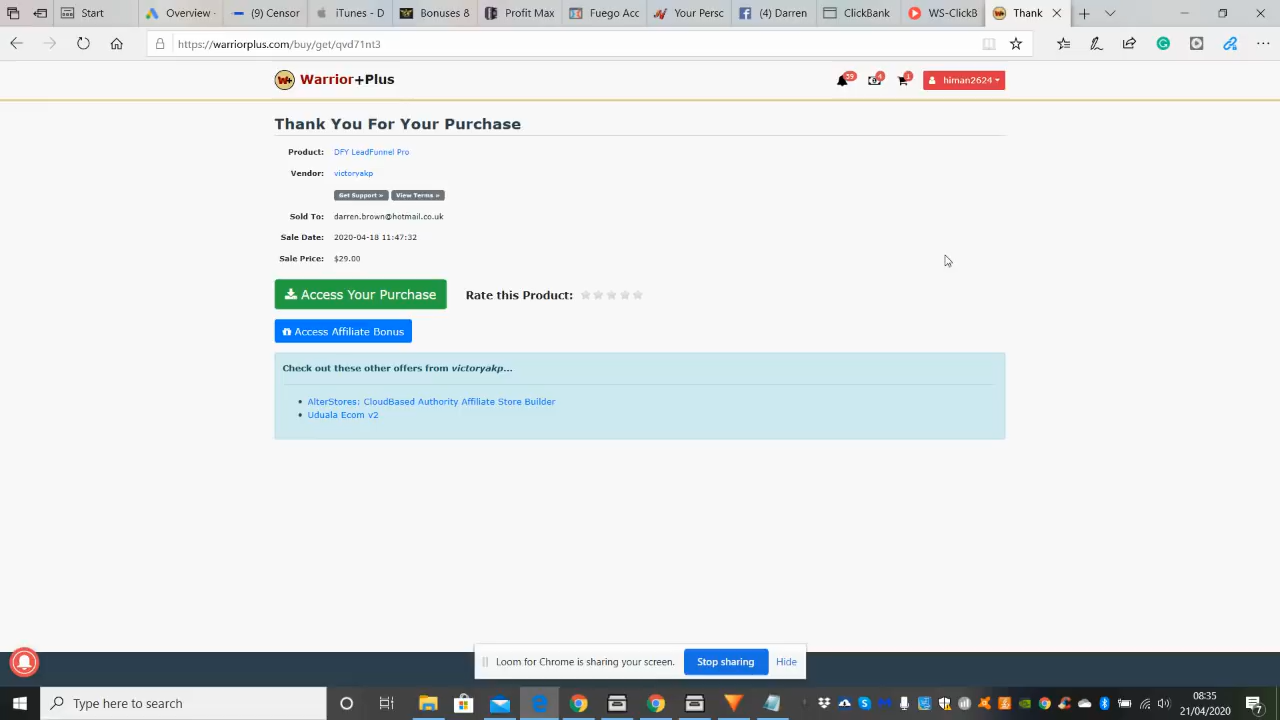 Start
Overview
(9) Censor
iTunes - D
Bonuses 8
Profit Max
Fuego Acc
Your Persc
(4) Darren
ClickBank
WS-ClickB
Thank
https://warriorplus.com/buy/get/qvd71nt3
Warrior+Plus
39
4
1
himan2624
Thank You For Your Purchase
Product: DFY LeadFunnel Pro
Vendor: victoryakp
Get Support » View Terms »
Sold To: darren.brown@hotmail.co.uk
Sale Date: 2020-04-18 11:47:32
Sale Price: $29.00
Access Your Purchase Rate this Product:
Access Affiliate Bonus
Check out these other offers from victoryakp...
AlterStores: CloudBased Authority Affiliate Store Builder
Uduala Ecom v2
Loom for Chrome is sharing your screen. Stop sharing Hide
Type here to search
08:35
21/04/2020
7